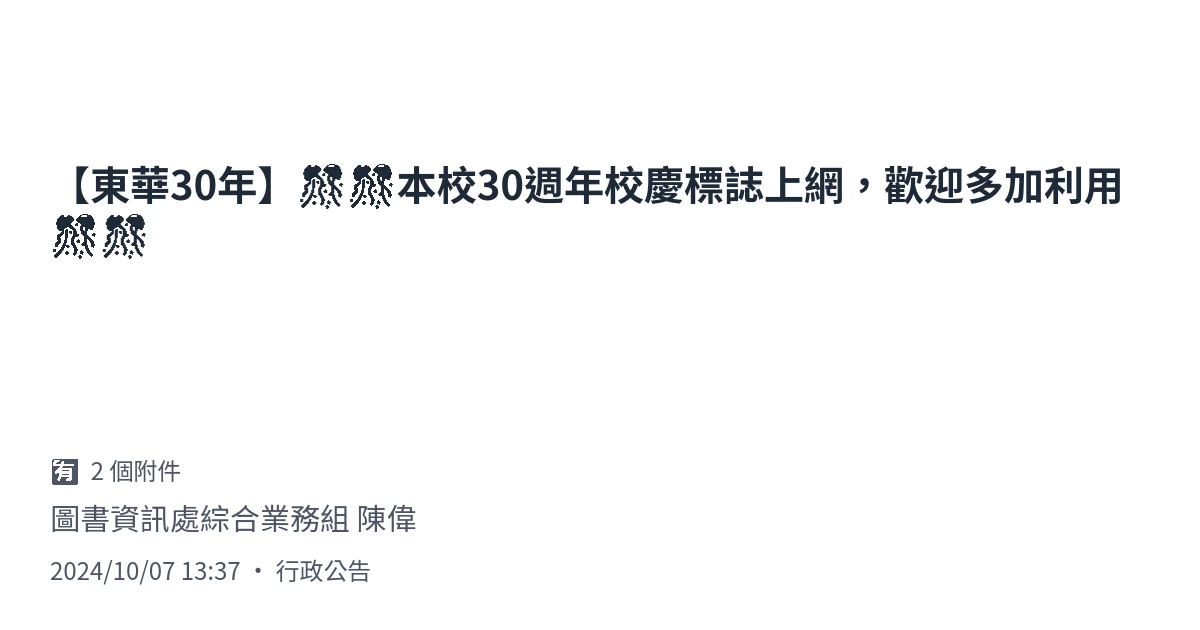 【東華30年】🎊🎊本校30週年校慶標誌上網，歡迎多加利用
🎊🎊
🈶 2 個附件
圖書資訊處綜合業務組 陳偉
2024/10/07 13:37 • 行政公告